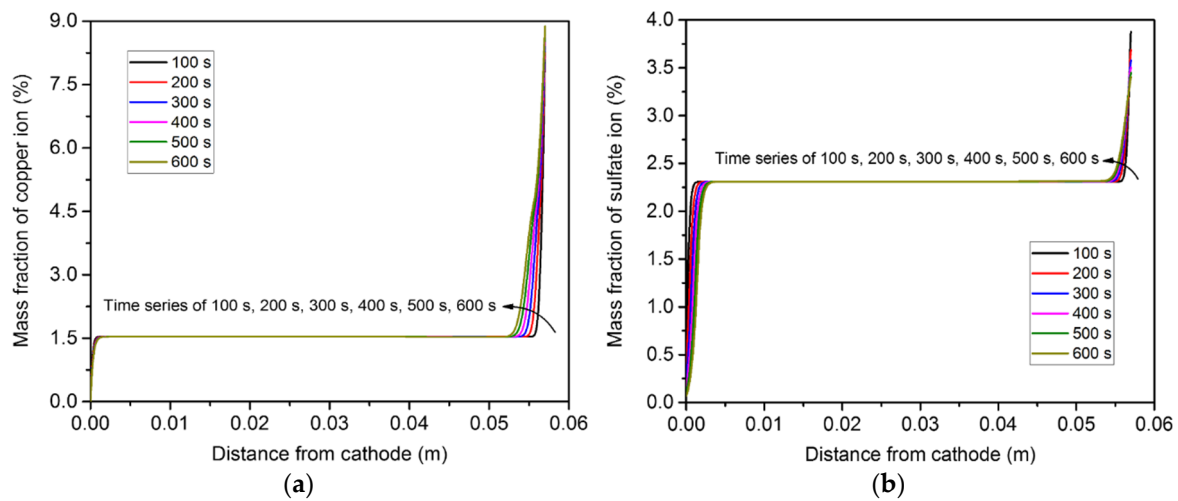 (a)
Mass fraction of copper ion (%)
9.0
7.5
6.0
4.5
3.0
1.5
0.0
100 s
200 s
300 s
400 s
500 s
600 s
Time series of 100 s, 200 s, 300 s, 400 s, 500 s, 600 s
0.00 0.01 0.02 0.03 0.04 0.05 0.06
Distance from cathode (m)
(a)
(b)
Mass fraction of sulfate ion (%)
4.0
3.5
3.0
2.5
2.0
1.5
1.0
0.5
0.0
Time series of 100 s, 200 s, 300 s, 400 s, 500 s, 600 s
100 s
200 s
300 s
400 s
500 s
600 s
0.00 0.01 0.02 0.03 0.04 0.05 0.06
Distance from cathode (m)
(b)